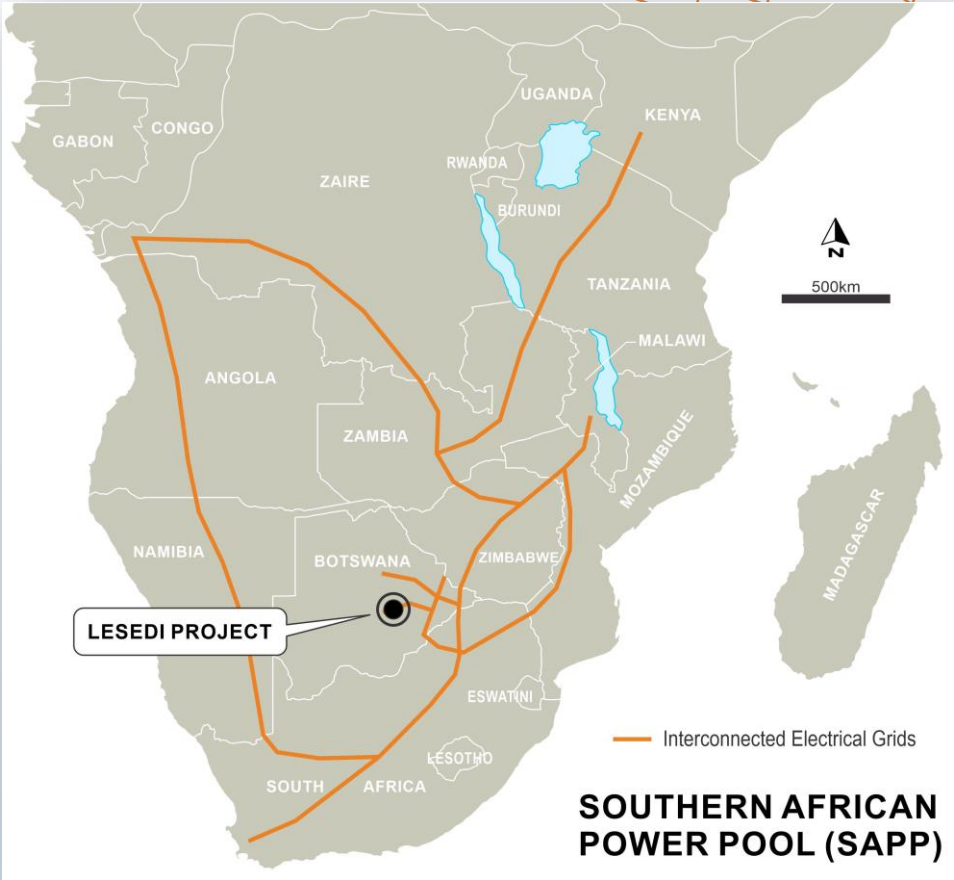 UGANDA
KENYA
GABON
CONGO
RWANDA
ZAIRE
BURUNDI
N
TANZANIA
500km
MALAWI
ANGOLA
ZAMBIA
MOZAMBIQUE
MADAGASCAR
NAMIBIA
BOTSWANA
ZIMBABWE
LESEDI PROJECT
ESWATINI
Interconnected Electrical Grids
LESOTHO
SOUTH AFRICA
SOUTHERN AFRICAN
POWER POOL (SAPP)